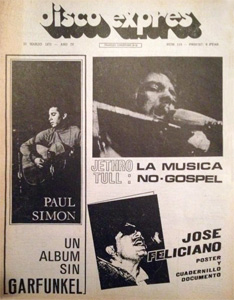 disco expres
JETHRO
TULL :
LA MUSICA
NO-GOSPEL
PAUL
SIMON
UN
ALBUM
SIN
GARFUNKEL
JOSE
FELICIANO
POSTER
Y
CUADERNILLO
DOCUMENTO